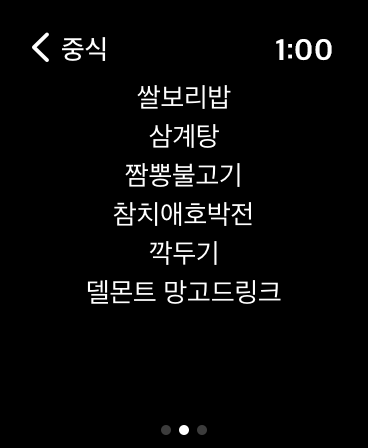 중식 1:00
쌀보리밥
삼계탕
짬뽕불고기
참치애호박전
깍두기
델몬트 망고드링크